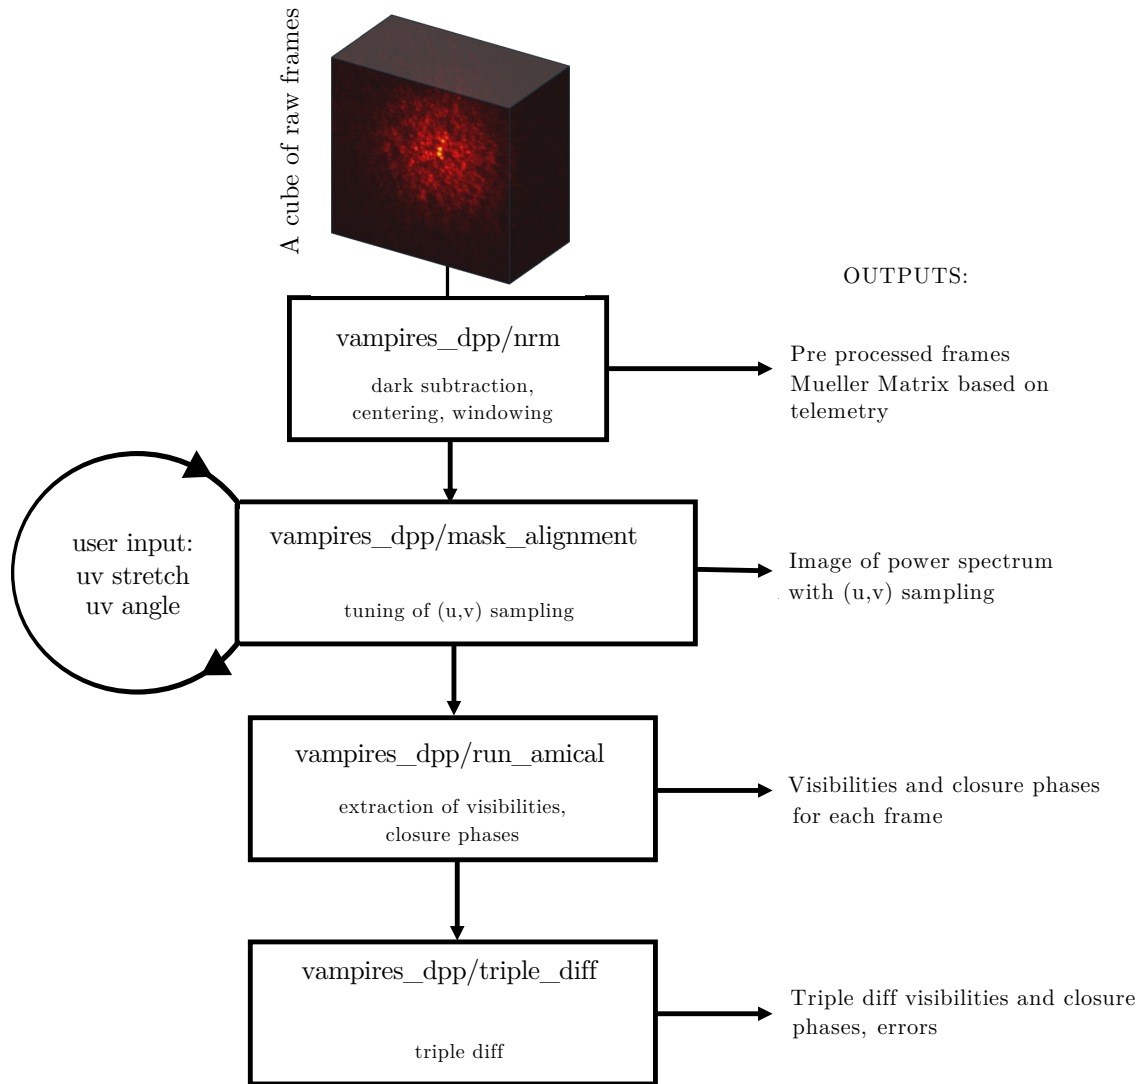 A cube of raw frames
OUTPUTS:
vampires_dpp/nrm
dark subtraction,
centering, windowing
Pre processed frames
Mueller Matrix based on
telemetry
user input:
uv stretch
uv angle
vampires_dpp/mask_alignment
tuning of (u,v) sampling
Image of power spectrum
with (u,v) sampling
vampires_dpp/run_amical
extraction of visibilities,
closure phases
Visibilities and closure phases
for each frame
vampires_dpp/triple_diff
triple diff
Triple diff visibilities and closure
phases, errors